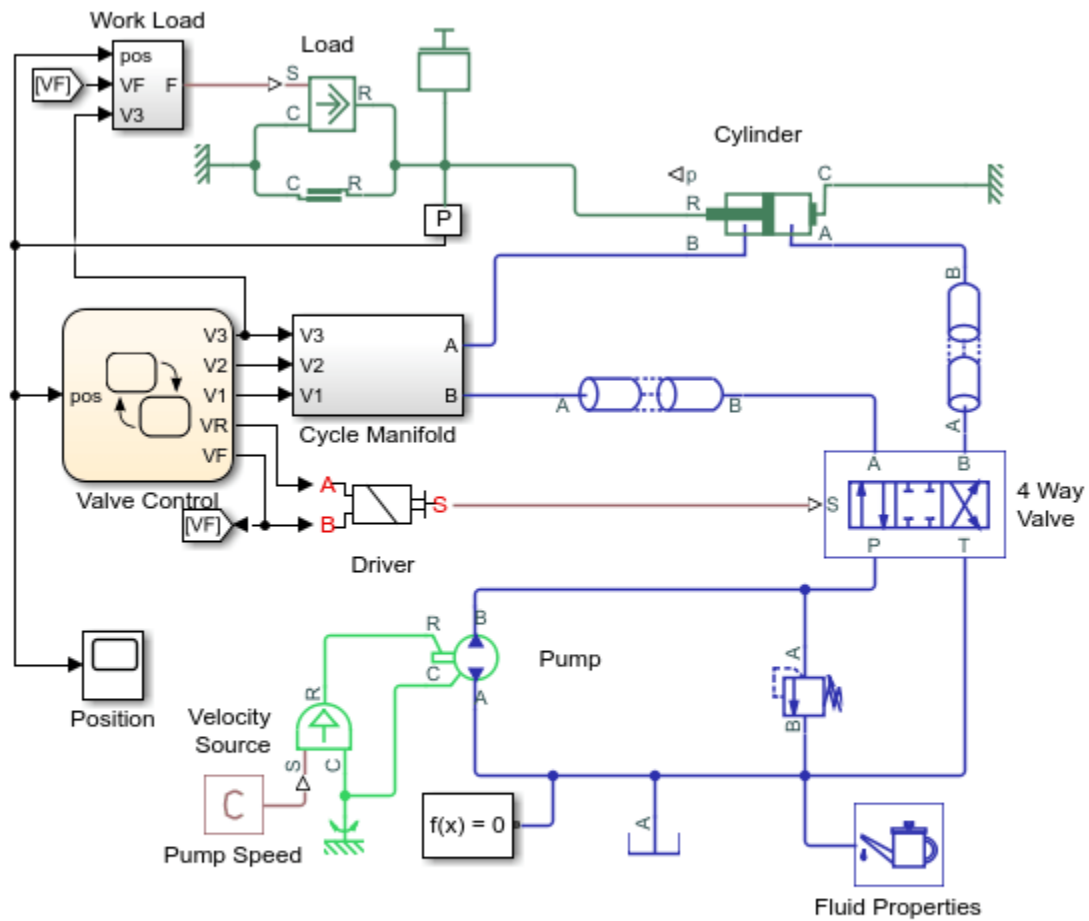 Work Load
pos
VF
V3
F
[VF]
Load
S
R
C
C
R
P
Cylinder
p
C
R
B
A
B
A
V3
V2
V1
VR
VF
pos
Valve Control
V3
V2
V1
A
B
Cycle Manifold
A
B
[VF]
A
B
S
Driver
A
B
S
P
T
4 Way
Valve
R
C
B
A
Pump
A
B
Position
Velocity
Source
R
S
C
C
Pump Speed
f(x) = 0
A
Fluid Properties